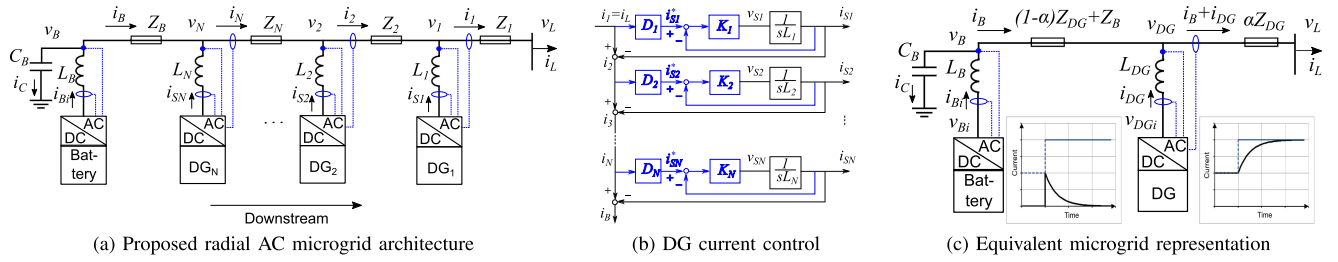 v_B i_B Z_B v_N i_N Z_N v_2 i_2 Z_2 v_1 i_1 Z_1 v_L
C_B L_B L_N L_2 L_1 i_L
i_C i_Bi i_SN i_S2 i_S1
AC DC AC DC . . . AC DC AC DC
Bat-
tery
DG_N DG_2 DG_1
Downstream
(a) Proposed radial AC microgrid architecture
i_1=i_L D_1 i*_S1 + − K_1 v_S1 1/sL_1 i_S1
+ −
i_2 D_2 i*_S2 + − K_2 v_S2 1/sL_2 i_S2
+ −
i_3
i_N D_N i*_SN + − K_N v_SN 1/sL_N i_SN
+ −
i_B
(b) DG current control
i_B (1-α)Z_DG+Z_B i_B+i_DG αZ_DG v_L
v_B v_DG
C_B L_B L_DG i_L
i_C i_Bi i_DG
v_Bi v_DGi
AC DC AC DC
Bat-
tery
DG
Current
Time
Current
Time
(c) Equivalent microgrid representation